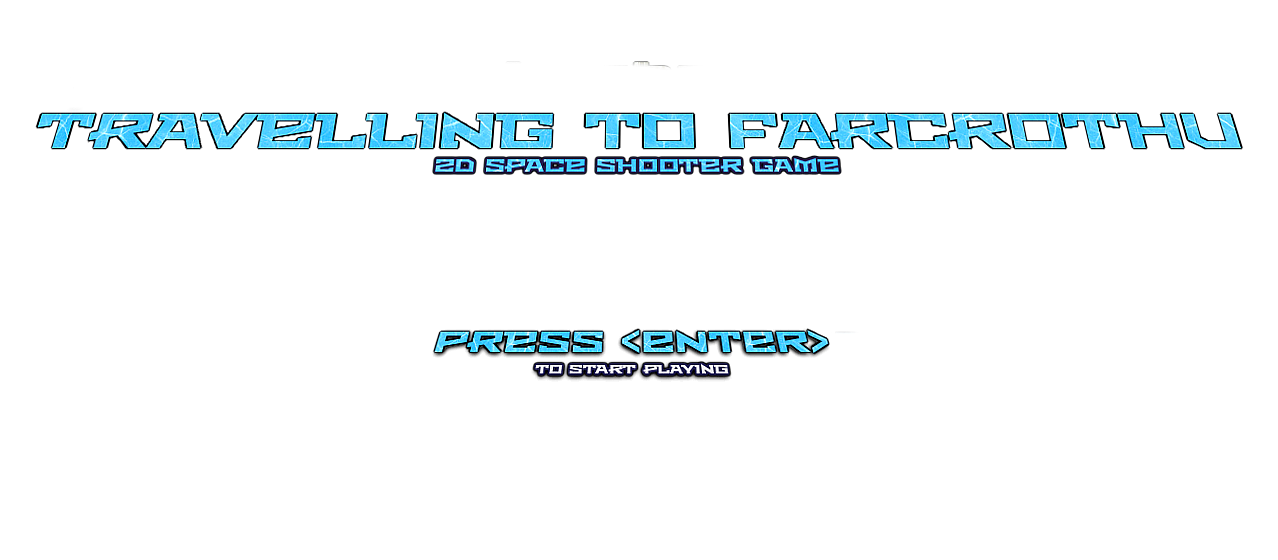 TRAVELLING TO FARCROTHU
2D SPACE SHOOTER GAME
PRESS <ENTER>
TO START PLAYING